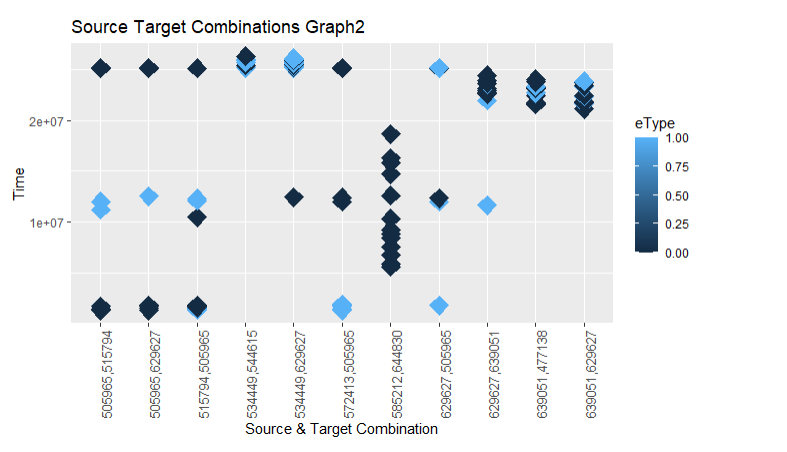 Source Target Combinations Graph2
Time
2e+07
1e+07
505965,515794
505965,629627
515794,505965
534449,544615
534449,629627
572413,505965
585212,644830
629627,505965
629627,639051
639051,477138
639051,629627
Source & Target Combination
eType
1.00
0.75
0.50
0.25
0.00